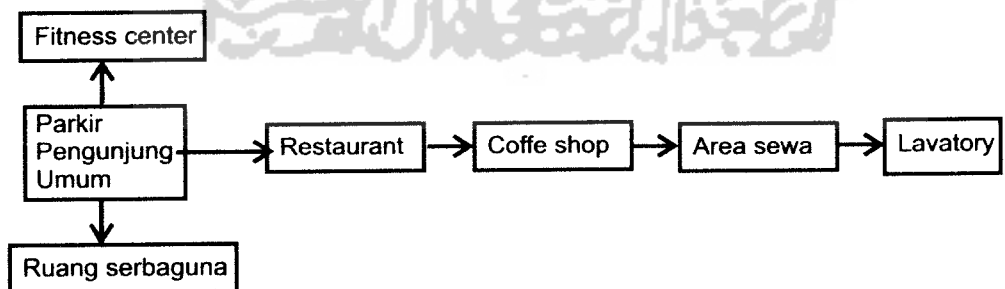 Fitness center
Parkir
Pengunjung
Umum
Restaurant
Coffe shop
Area sewa
Lavatory
Ruang serbaguna